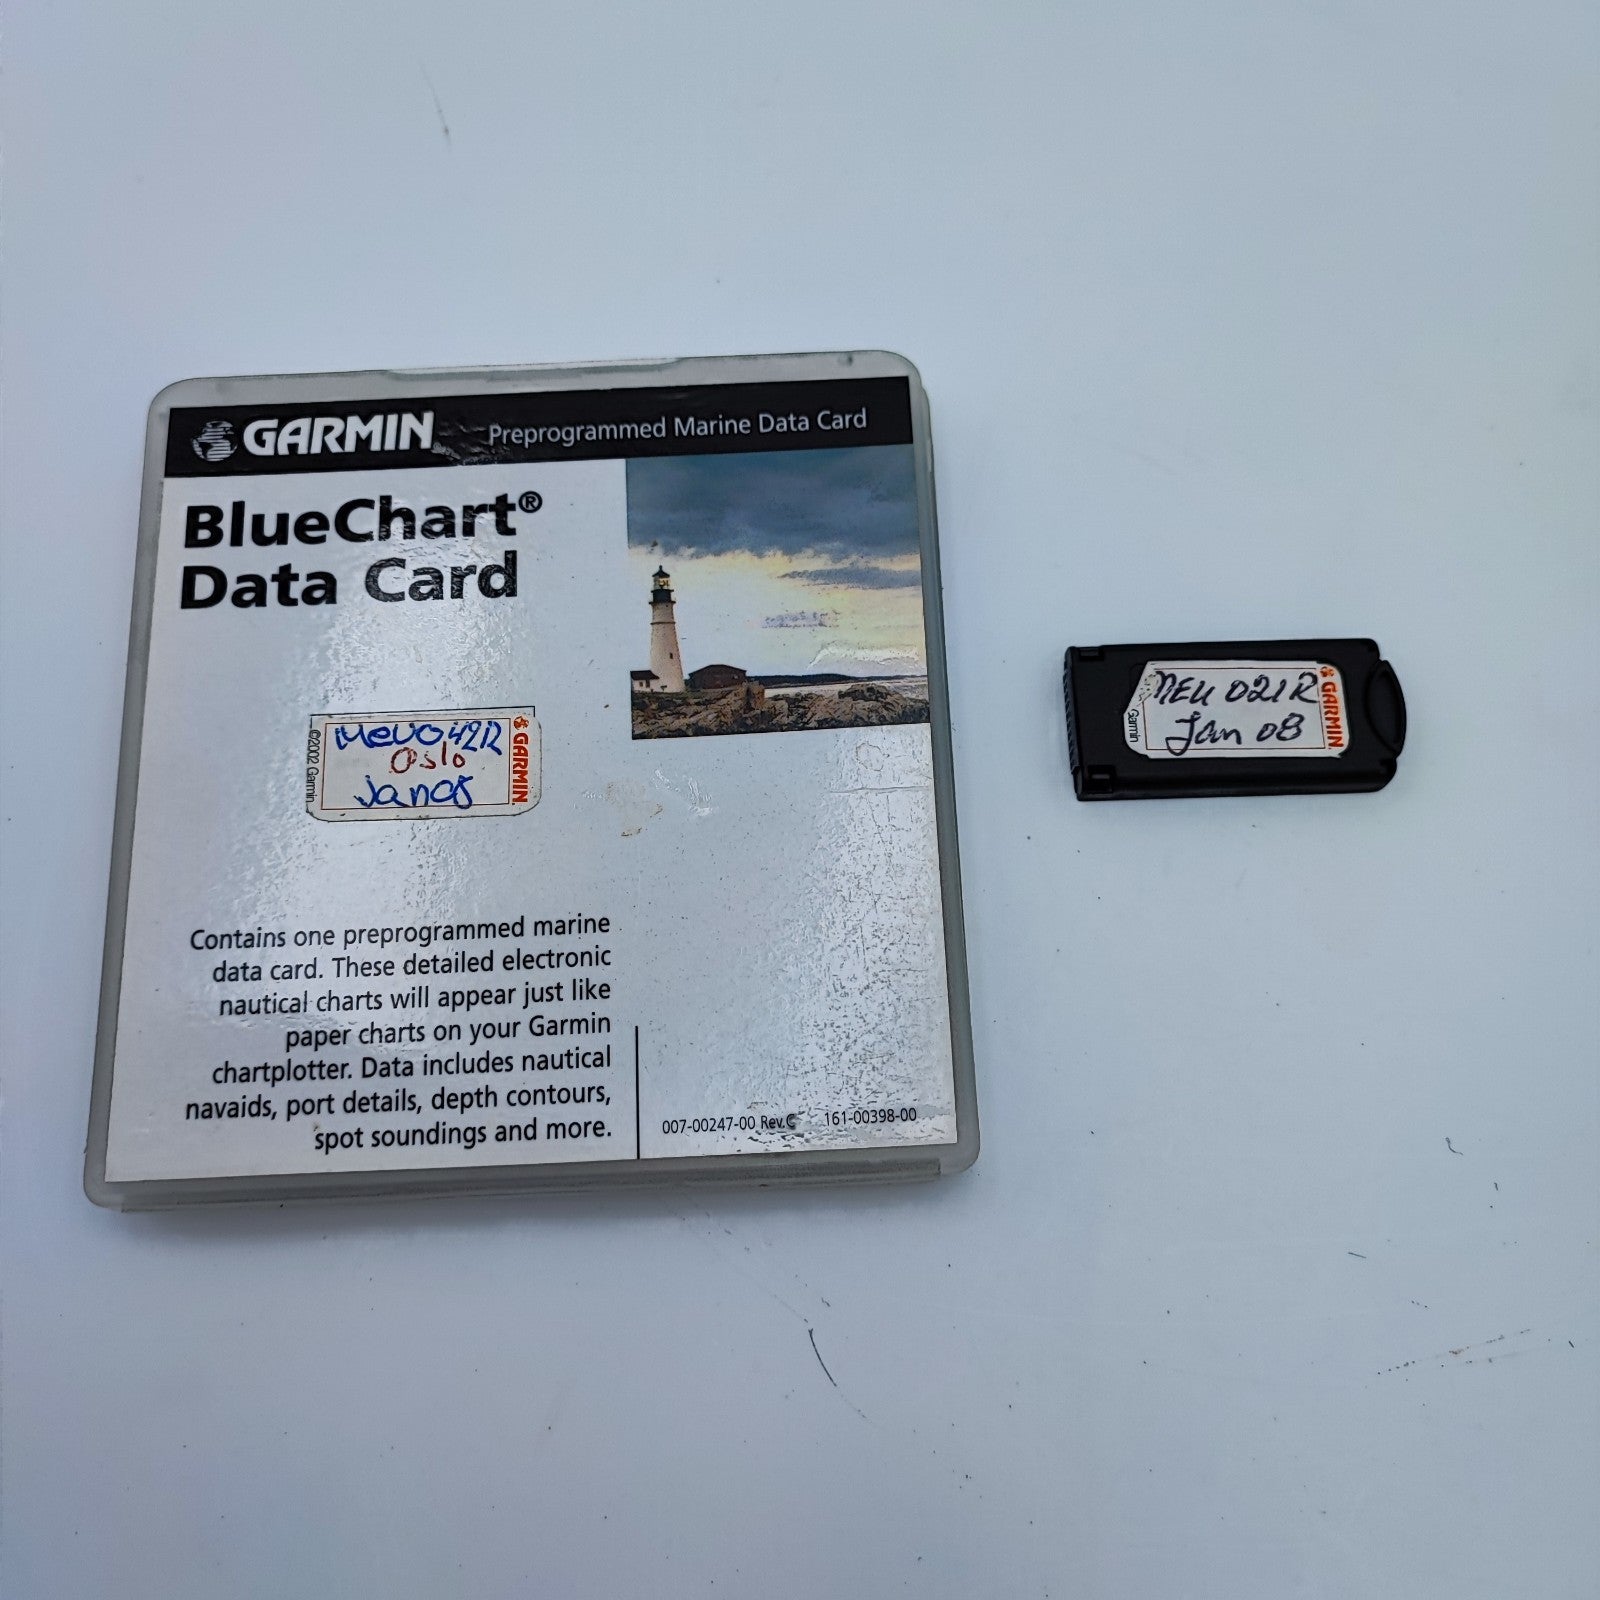 GARMIN Preprogrammed Marine Data Card
BlueChart®
Data Card
©2002 Garmin
GARMIN
Meu042R
Oslo
Jan08
Contains one preprogrammed marine
data card. These detailed electronic
nautical charts will appear just like
paper charts on your Garmin
chartplotter. Data includes nautical
navaids, port details, depth contours,
spot soundings and more.
007-00247-00 Rev.C 161-00398-00
Garmin
MEU 021R
Jan 08
GARMIN